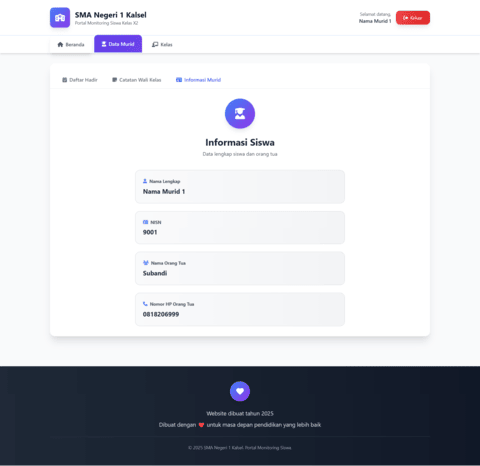 SMA Negeri 1 Kalsel
Portal Monitoring Siswa Kelas X2
Selamat datang,
Nama Murid 1
Keluar
Beranda
Data Murid
Kelas
Daftar Hadir
Catatan Wali Kelas
Informasi Murid
Informasi Siswa
Data lengkap siswa dan orang tua
Nama Lengkap
Nama Murid 1
NISN
9001
Nama Orang Tua
Subandi
Nomor HP Orang Tua
0818206999
Website dibuat tahun 2025
Dibuat dengan ❤️ untuk masa depan pendidikan yang lebih baik
© 2025 SMA Negeri 1 Kalsel. Portal Monitoring Siswa